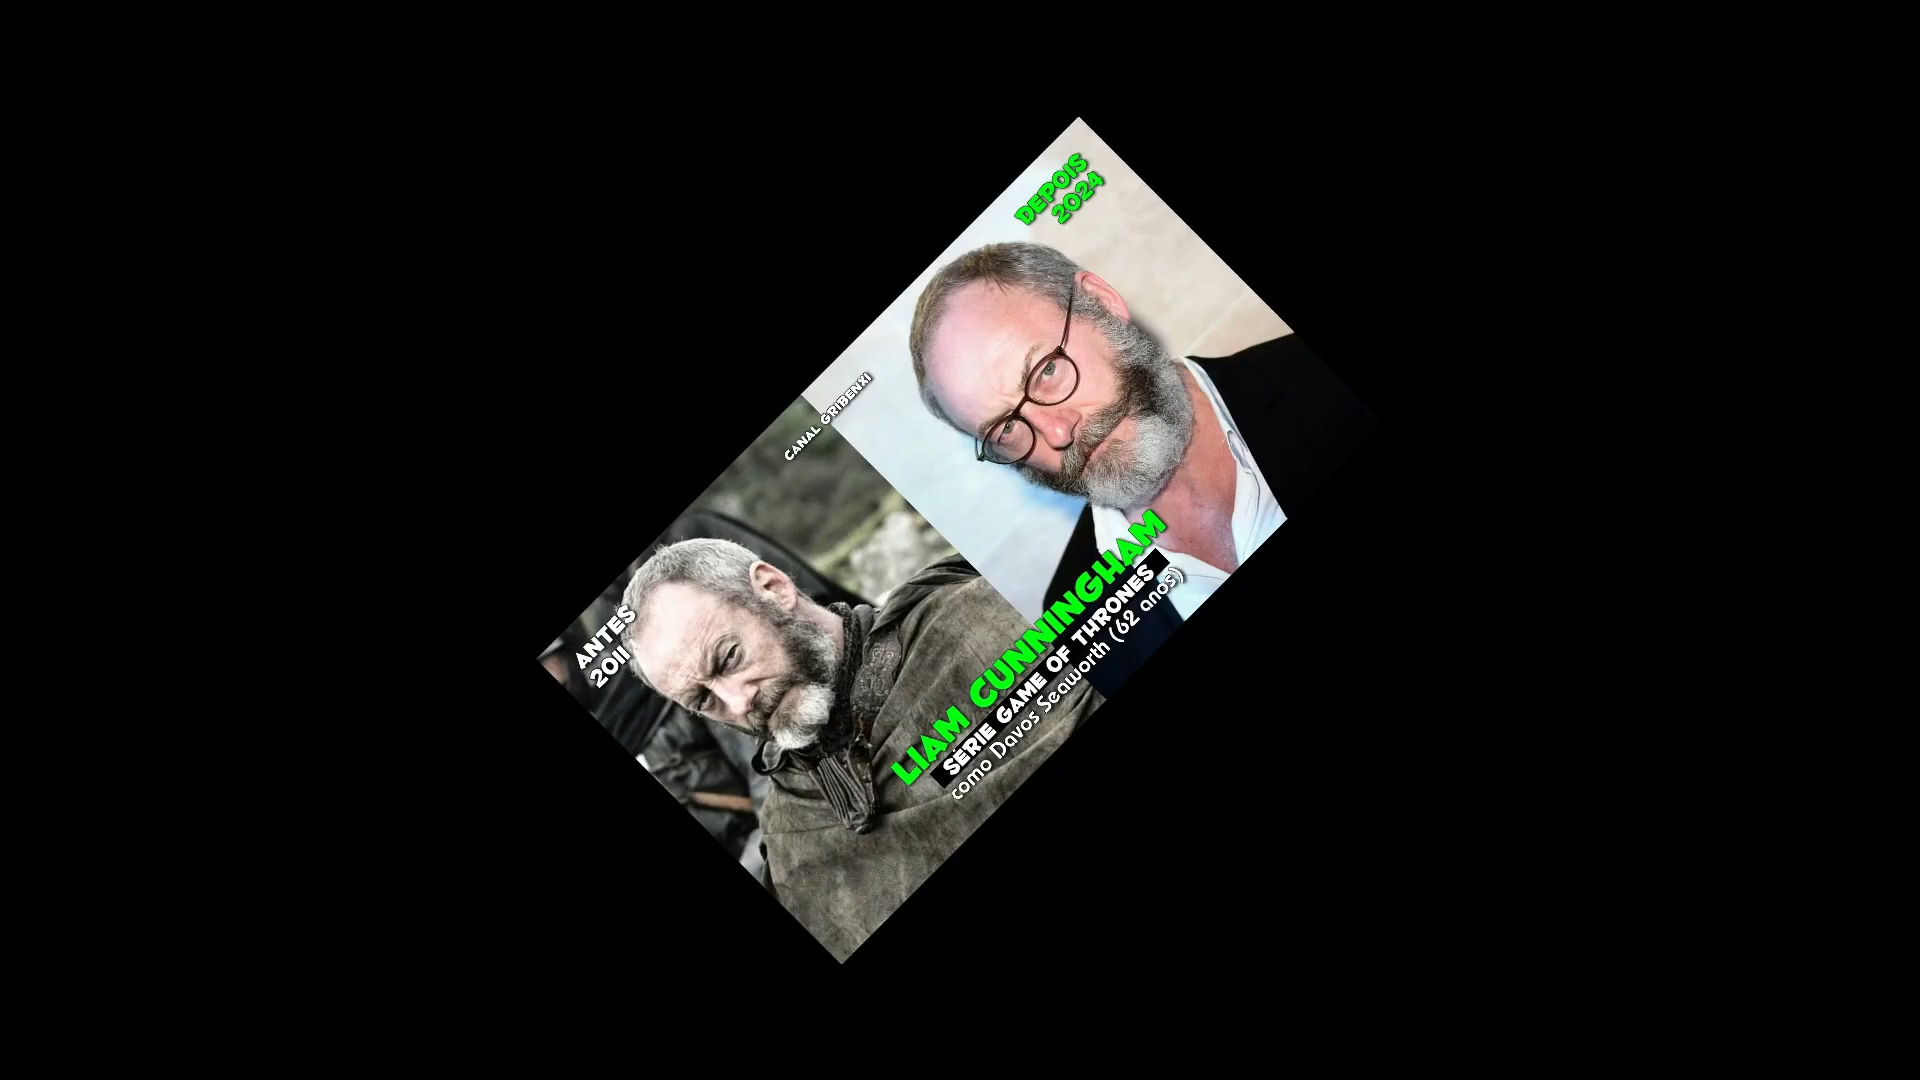 ANTES
2011
CANAL GRIBENXI
DEPOIS
2024
LIAM CUNNINGHAM
SÉRIE GAME OF THRONES
como Davos Seaworth (62 anos)